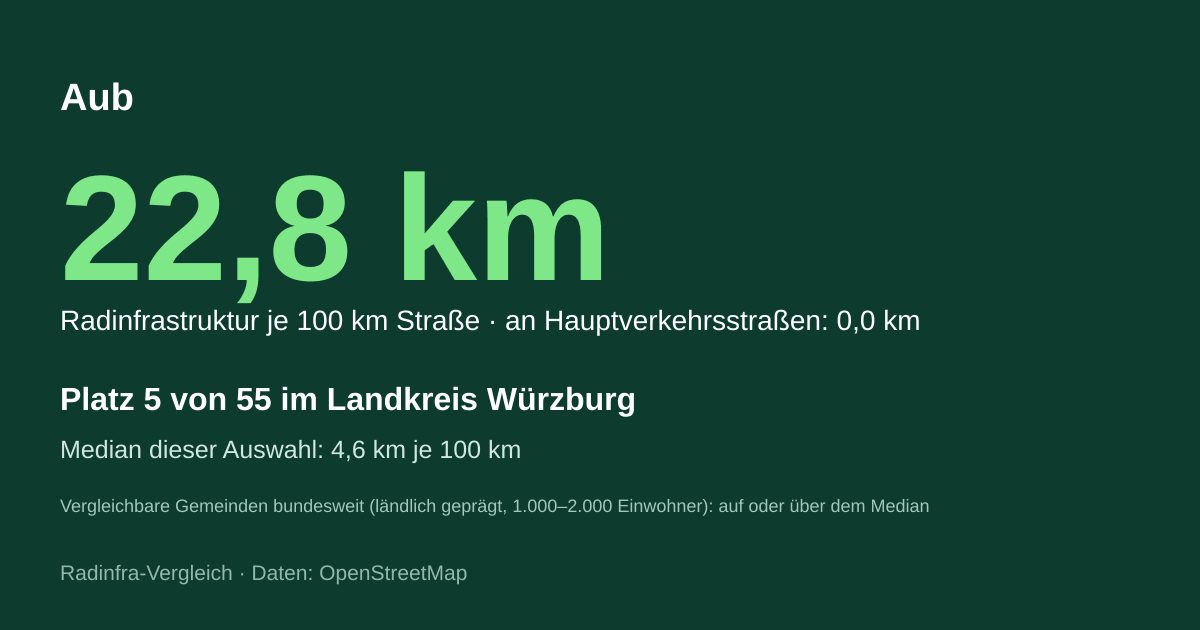 Aub
22,8 km
Radinfrastruktur je 100 km Straße · an Hauptverkehrsstraßen: 0,0 km
Platz 5 von 55 im Landkreis Würzburg
Median dieser Auswahl: 4,6 km je 100 km
Vergleichbare Gemeinden bundesweit (ländlich geprägt, 1.000–2.000 Einwohner): auf oder über dem Median
Radinfra-Vergleich · Daten: OpenStreetMap